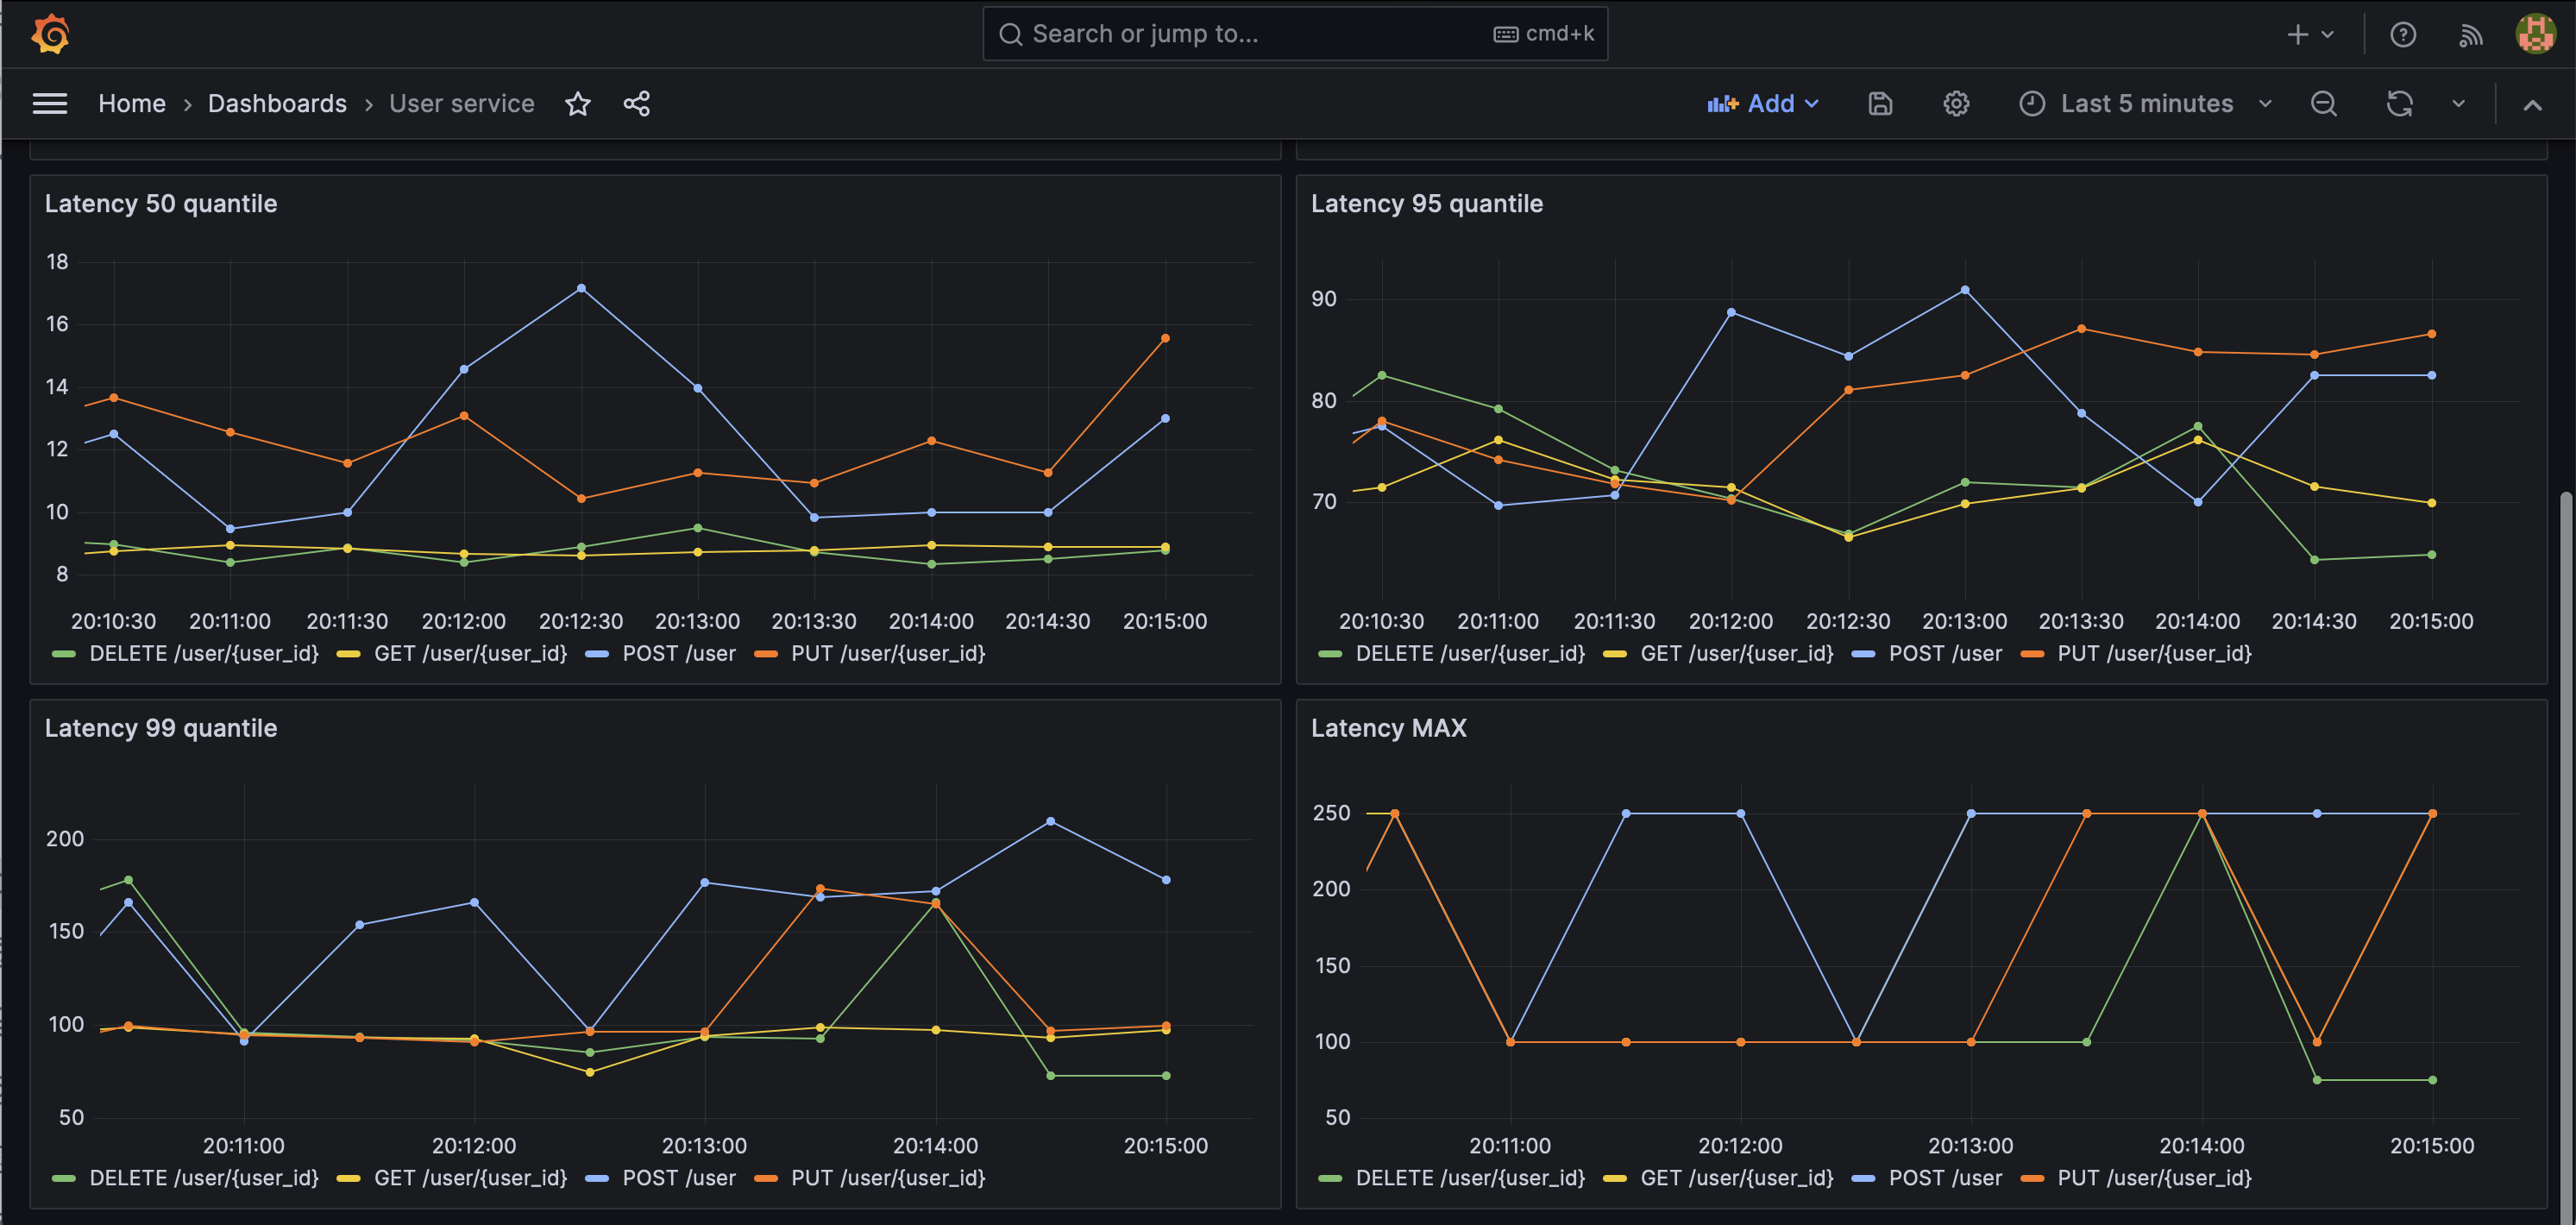 Search or jump to...
cmd+k
Home › Dashboards › User service
Add
Last 5 minutes
Latency 50 quantile
18
16
14
12
10
8
20:10:30 20:11:00 20:11:30 20:12:00 20:12:30 20:13:00 20:13:30 20:14:00 20:14:30 20:15:00
DELETE /user/{user_id} GET /user/{user_id} POST /user PUT /user/{user_id}
Latency 95 quantile
90
80
70
20:10:30 20:11:00 20:11:30 20:12:00 20:12:30 20:13:00 20:13:30 20:14:00 20:14:30 20:15:00
DELETE /user/{user_id} GET /user/{user_id} POST /user PUT /user/{user_id}
Latency 99 quantile
200
150
100
50
20:11:00 20:12:00 20:13:00 20:14:00 20:15:00
DELETE /user/{user_id} GET /user/{user_id} POST /user PUT /user/{user_id}
Latency MAX
250
200
150
100
50
20:11:00 20:12:00 20:13:00 20:14:00 20:15:00
DELETE /user/{user_id} GET /user/{user_id} POST /user PUT /user/{user_id}